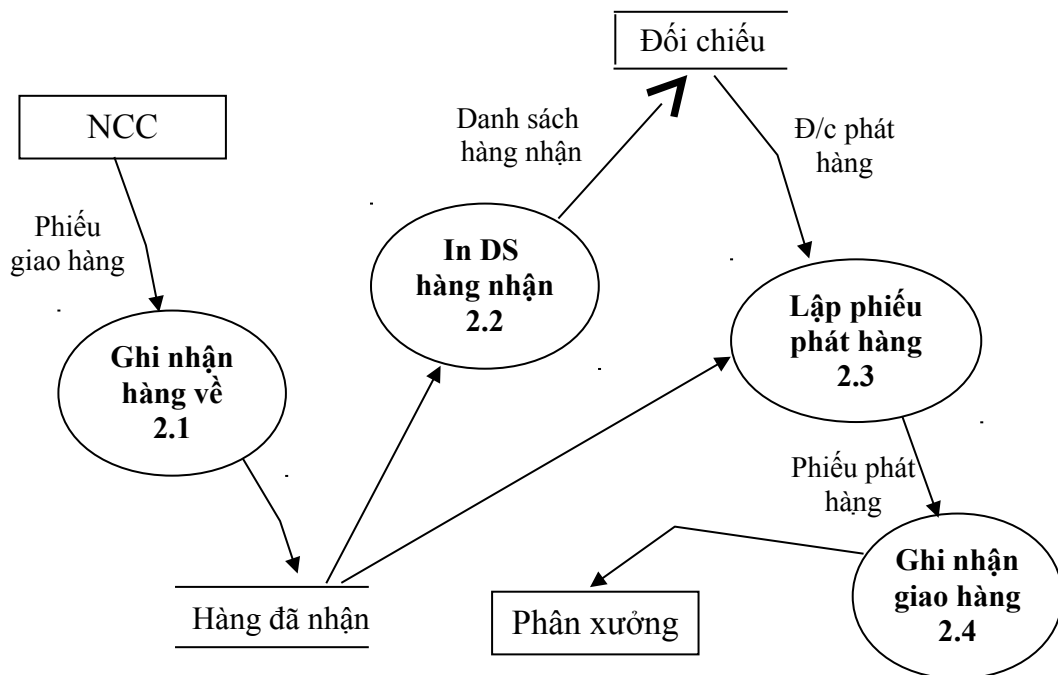 Đối chiếu
NCC
Danh sách
hàng nhận
Đ/c phát
hàng
Phiếu
giao hàng
In DS
hàng nhận
2.2
Lập phiếu
phát hàng
2.3
Ghi nhận
hàng về
2.1
Phiếu phát
hàng
Ghi nhận
giao hàng
2.4
Hàng đã nhận
Phân xưởng